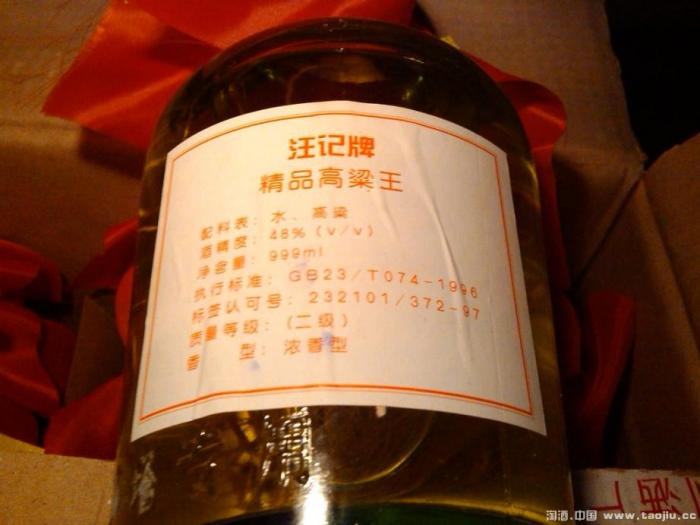 汪记牌
精品高粱王
配料表：水、高粱
酒精度：48%（v/v）
净含量：999ml
执行标准：GB23/T074-1996
标签认可号：232101/372-97
质量等级：（二级）
香 型：浓香型
淘酒.中国 www.taojiu.cc